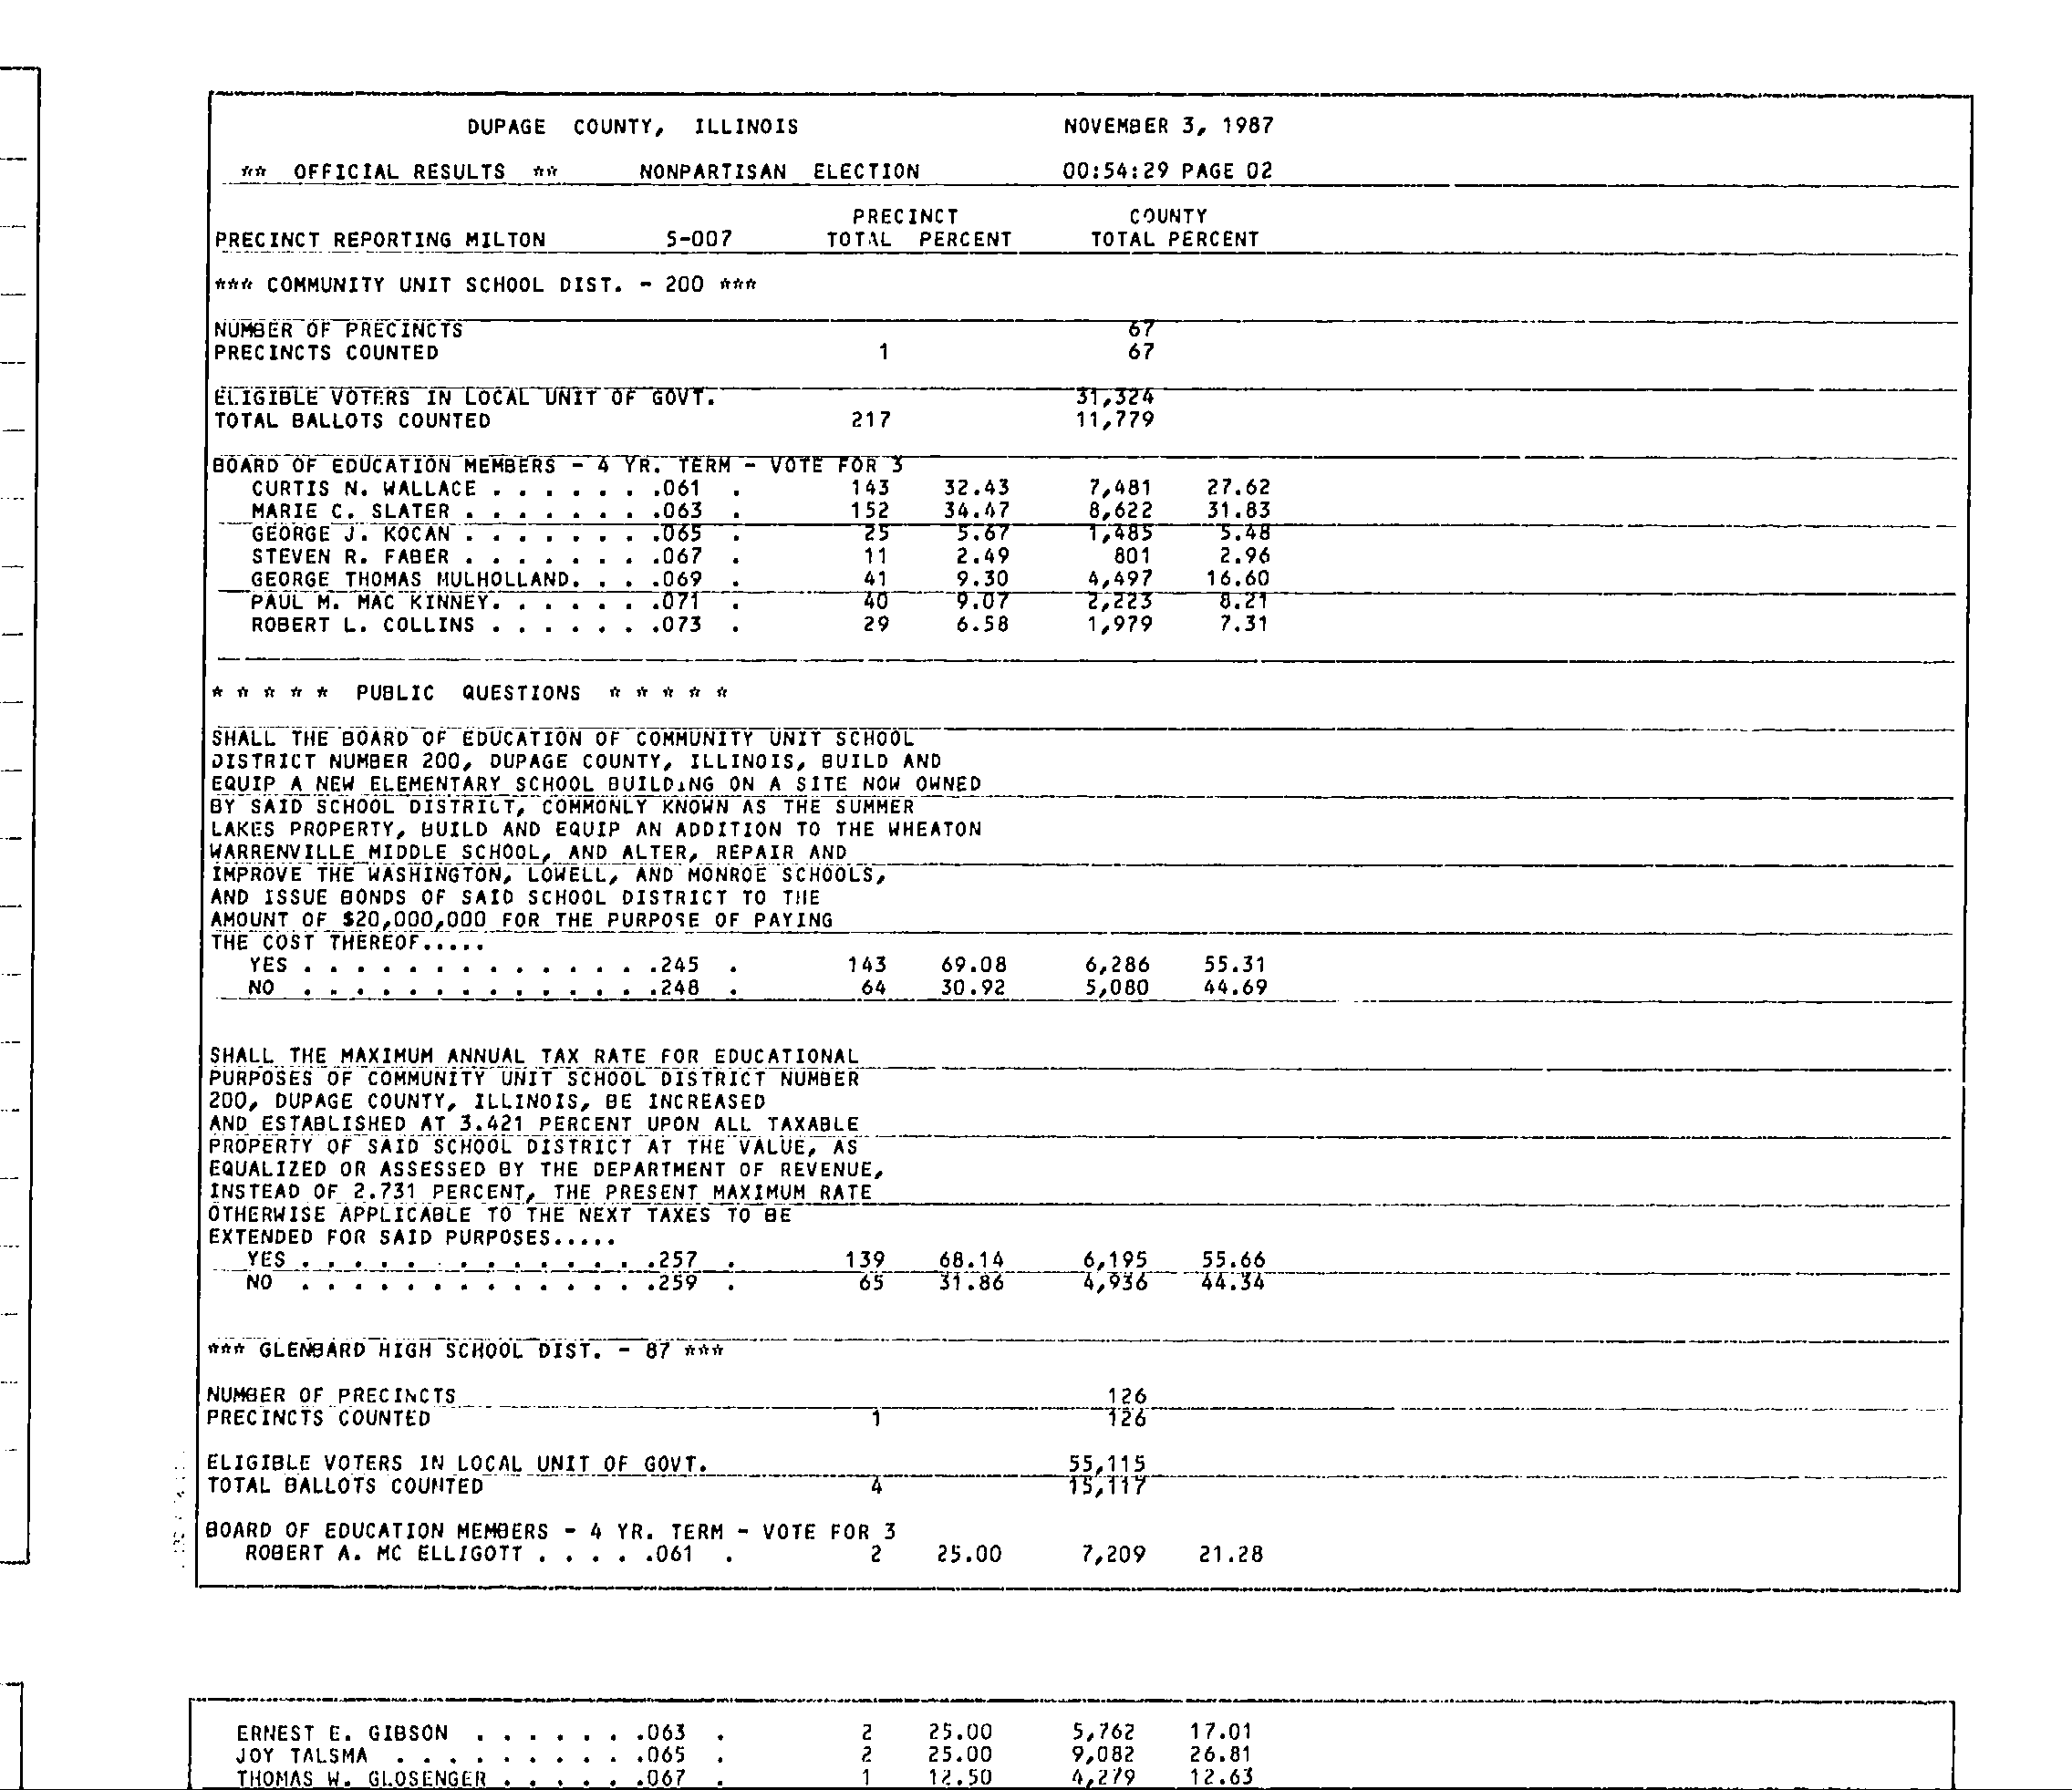 DUPAGE COUNTY, ILLINOIS NOVEMBER 3, 1987
** OFFICIAL RESULTS ** NONPARTISAN ELECTION 00:54:29 PAGE 02
PRECINCT COUNTY
PRECINCT REPORTING MILTON S-007 TOTAL PERCENT TOTAL PERCENT
*** COMMUNITY UNIT SCHOOL DIST. - 200 ***
NUMBER OF PRECINCTS 67
PRECINCTS COUNTED 1 67
ELIGIBLE VOTERS IN LOCAL UNIT OF GOVT. 31,324
TOTAL BALLOTS COUNTED 217 11,779
BOARD OF EDUCATION MEMBERS - 4 YR. TERM - VOTE FOR 3
CURTIS N. WALLACE . . . . . . .061 . 143 32.43 7,481 27.62
MARIE C. SLATER . . . . . . . .063 . 152 34.47 8,622 31.83
GEORGE J. KOCAN . . . . . . . .065 . 25 5.67 1,485 5.48
STEVEN R. FABER . . . . . . . .067 . 11 2.49 801 2.96
GEORGE THOMAS MULHOLLAND. . . .069 . 41 9.30 4,497 16.60
PAUL M. MAC KINNEY. . . . . . .071 . 40 9.07 2,223 8.21
ROBERT L. COLLINS . . . . . . .073 . 29 6.58 1,979 7.31
* * * * * PUBLIC QUESTIONS * * * * *
SHALL THE BOARD OF EDUCATION OF COMMUNITY UNIT SCHOOL
DISTRICT NUMBER 200, DUPAGE COUNTY, ILLINOIS, BUILD AND
EQUIP A NEW ELEMENTARY SCHOOL BUILDING ON A SITE NOW OWNED
BY SAID SCHOOL DISTRICT, COMMONLY KNOWN AS THE SUMMER
LAKES PROPERTY, BUILD AND EQUIP AN ADDITION TO THE WHEATON
WARRENVILLE MIDDLE SCHOOL, AND ALTER, REPAIR AND
IMPROVE THE WASHINGTON, LOWELL, AND MONROE SCHOOLS,
AND ISSUE BONDS OF SAID SCHOOL DISTRICT TO THE
AMOUNT OF $20,000,000 FOR THE PURPOSE OF PAYING
THE COST THEREOF.....
YES . . . . . . . . . . . . . .245 . 143 69.08 6,286 55.31
NO . . . . . . . . . . . . . .248 . 64 30.92 5,080 44.69
SHALL THE MAXIMUM ANNUAL TAX RATE FOR EDUCATIONAL
PURPOSES OF COMMUNITY UNIT SCHOOL DISTRICT NUMBER
200, DUPAGE COUNTY, ILLINOIS, BE INCREASED
AND ESTABLISHED AT 3.421 PERCENT UPON ALL TAXABLE
PROPERTY OF SAID SCHOOL DISTRICT AT THE VALUE, AS
EQUALIZED OR ASSESSED BY THE DEPARTMENT OF REVENUE,
INSTEAD OF 2.731 PERCENT, THE PRESENT MAXIMUM RATE
OTHERWISE APPLICABLE TO THE NEXT TAXES TO BE
EXTENDED FOR SAID PURPOSES.....
YES . . . . . . . . . . . . . .257 . 139 68.14 6,195 55.66
NO . . . . . . . . . . . . . .259 . 65 31.86 4,936 44.34
*** GLENBARD HIGH SCHOOL DIST. - 87 ***
NUMBER OF PRECINCTS 126
PRECINCTS COUNTED 1 126
ELIGIBLE VOTERS IN LOCAL UNIT OF GOVT. 55,115
TOTAL BALLOTS COUNTED 4 15,117
BOARD OF EDUCATION MEMBERS - 4 YR. TERM - VOTE FOR 3
ROBERT A. MC ELLIGOTT . . . . .061 . 2 25.00 7,209 21.28
ERNEST E. GIBSON . . . . . . .063 . 2 25.00 5,762 17.01
JOY TALSMA . . . . . . . . . .065 . 2 25.00 9,082 26.81
THOMAS W. GLOSENGER . . . . . .067 . 1 12.50 4,279 12.63